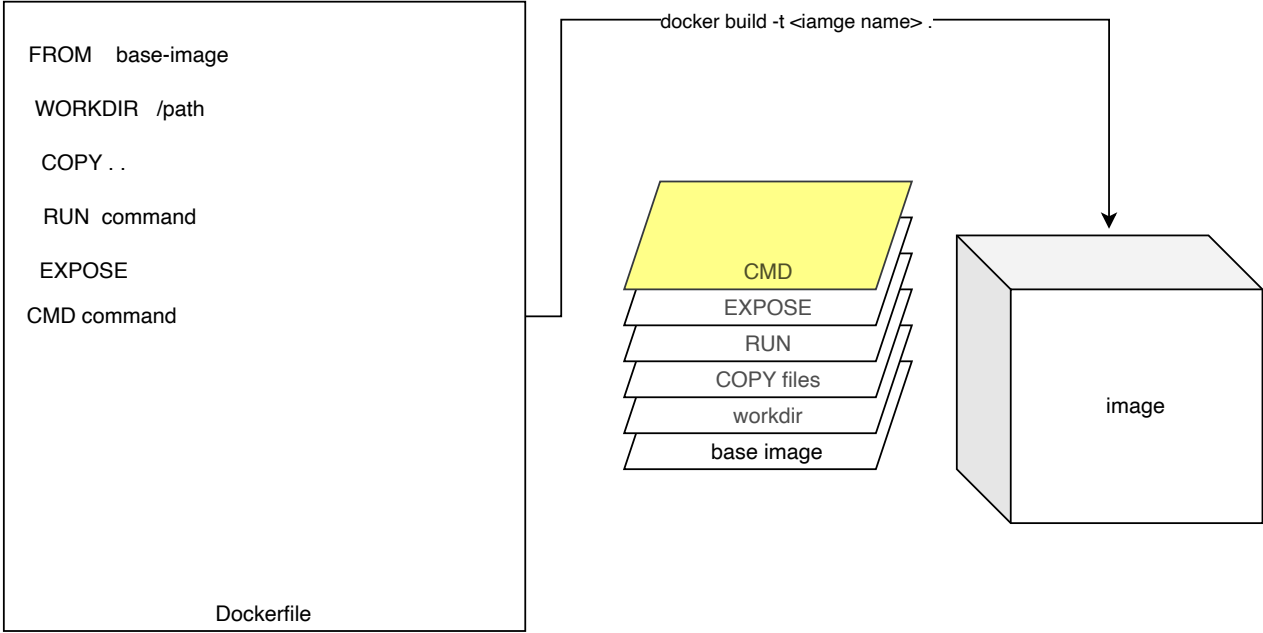 FROM base-image
WORKDIR /path
COPY . .
RUN command
EXPOSE
CMD command
Dockerfile
docker build -t <iamge name> .
CMD
EXPOSE
RUN
COPY files
workdir
base image
image